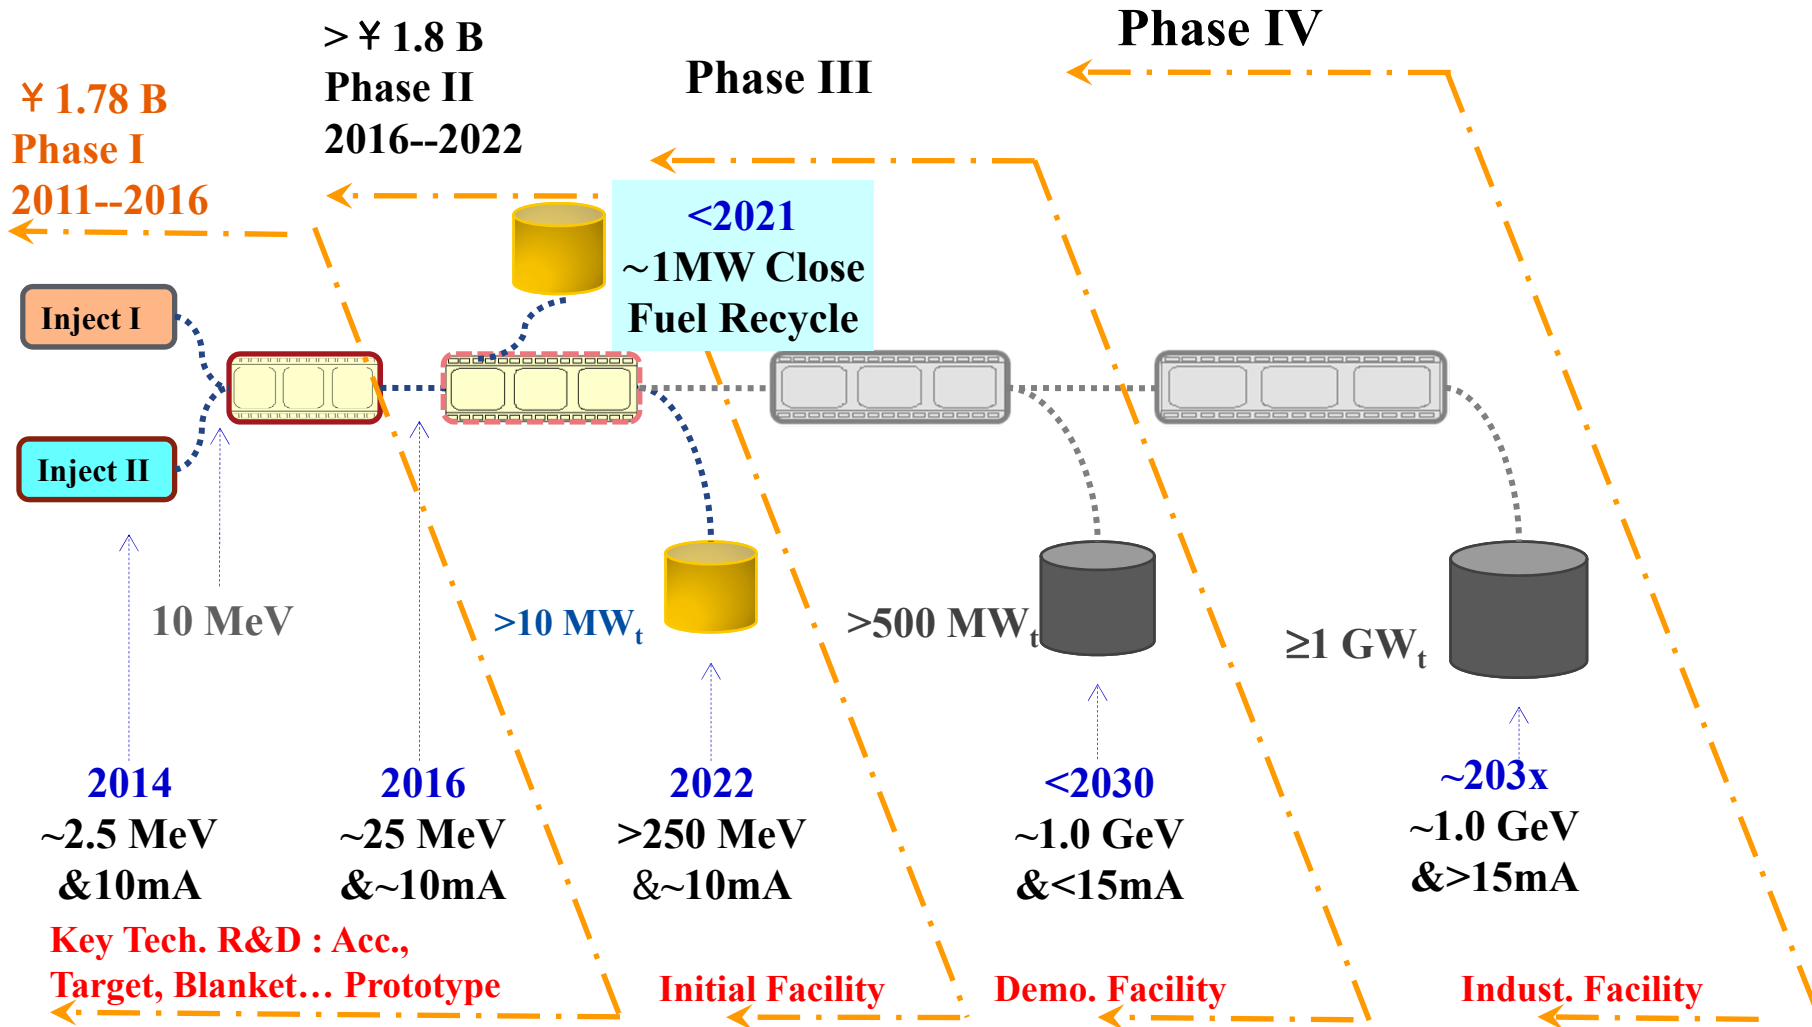 ¥ 1.78 B
Phase I
2011--2016
>¥ 1.8 B
Phase II
2016--2022
Phase III
Phase IV
<2021
~1MW Close
Fuel Recycle
Inject I
Inject II
10 MeV
>10 MWt
>500 MWt
≥1 GWt
2014
~2.5 MeV
&10mA
2016
~25 MeV
&~10mA
2022
>250 MeV
&~10mA
<2030
~1.0 GeV
&<15mA
~203x
~1.0 GeV
&>15mA
Key Tech. R&D : Acc.,
Target, Blanket… Prototype
Initial Facility
Demo. Facility
Indust. Facility